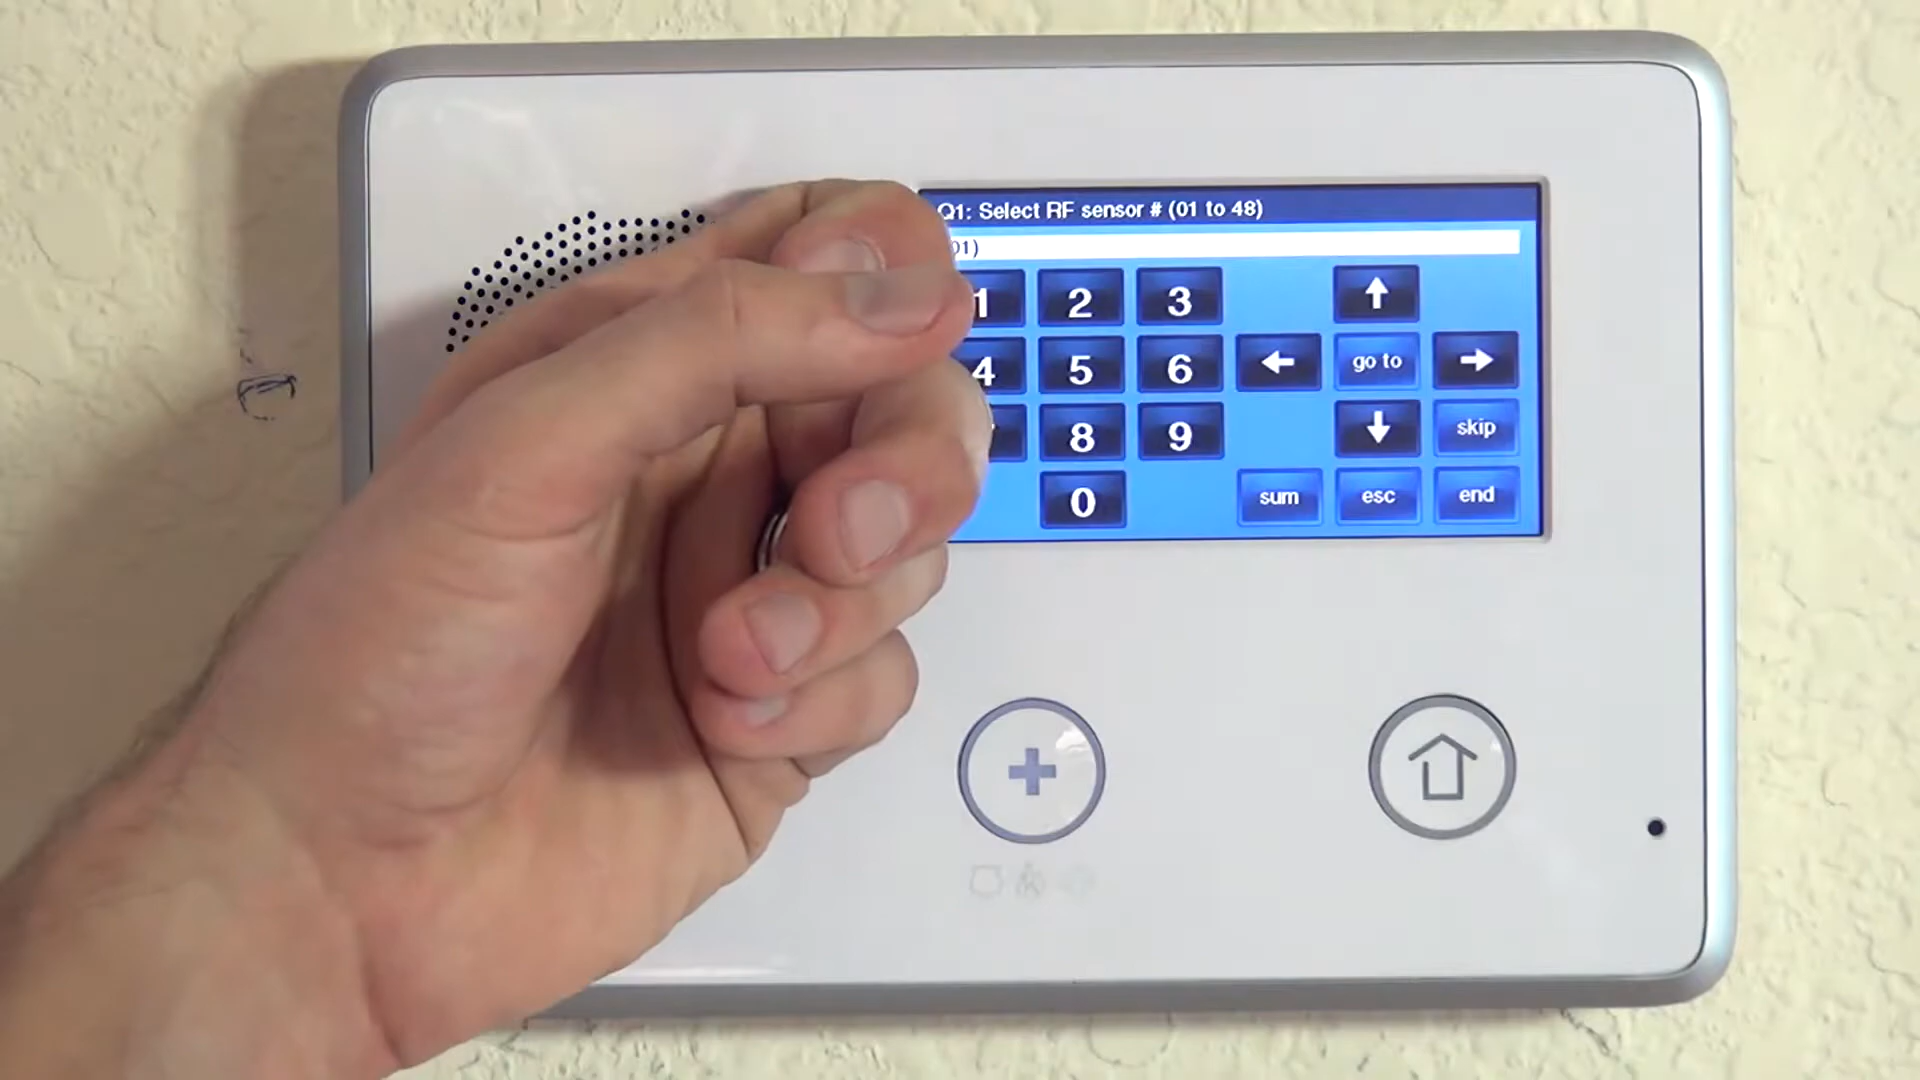 Q1: Select RF sensor # (01 to 48)
01)
1 2 3
4 5 6 go to
8 9 skip
0 sum esc end